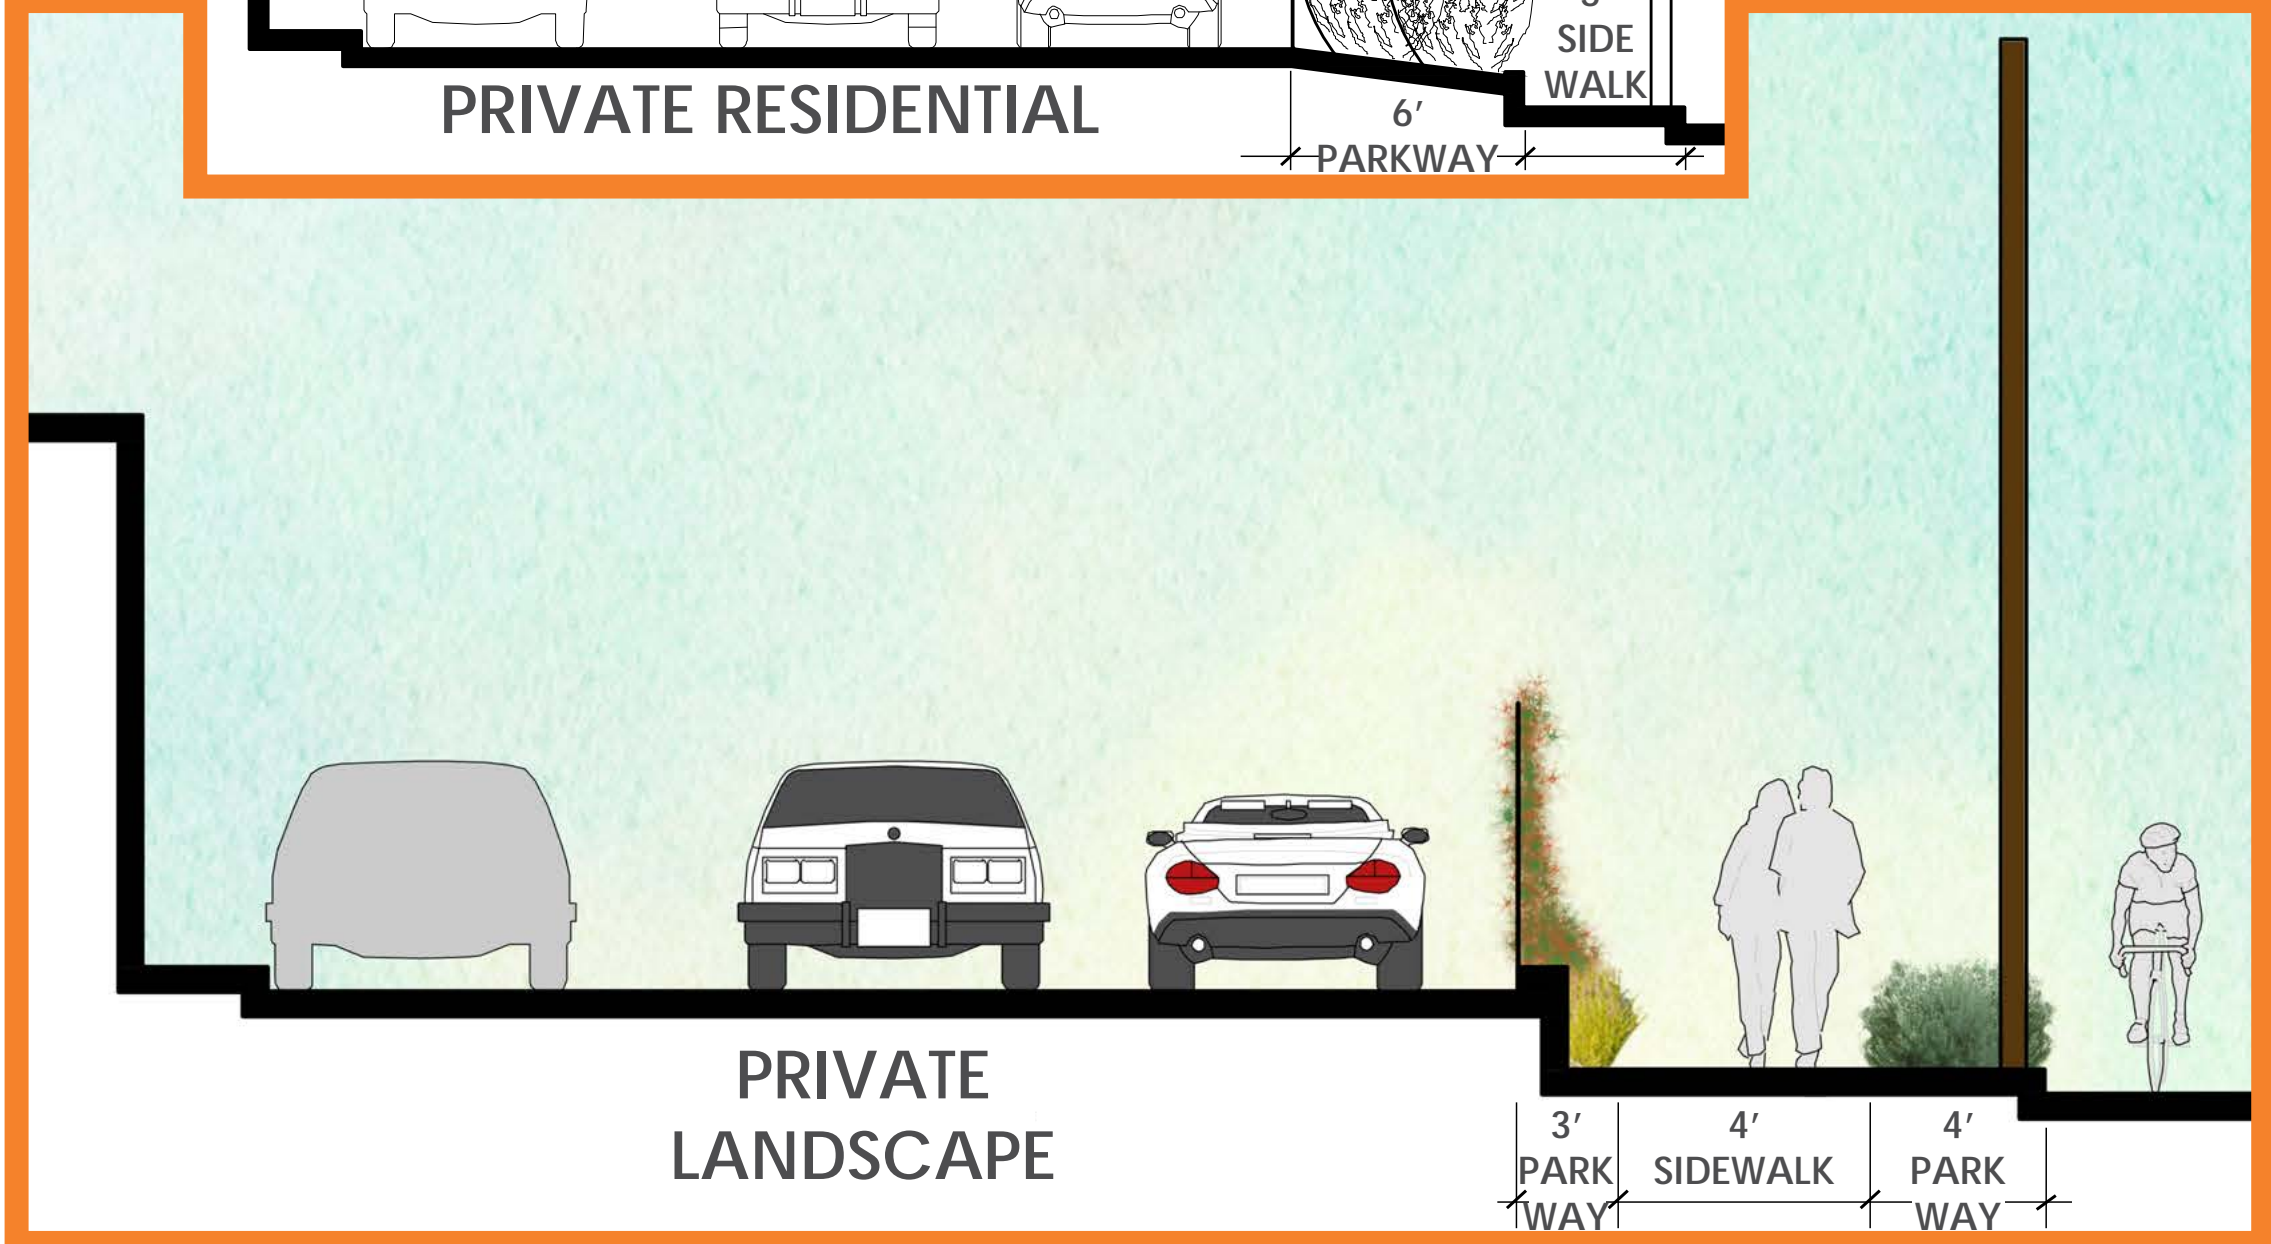 SIDE
WALK
PRIVATE RESIDENTIAL
6'
PARKWAY
PRIVATE
LANDSCAPE
3'
PARK
WAY
4'
SIDEWALK
4'
PARK
WAY